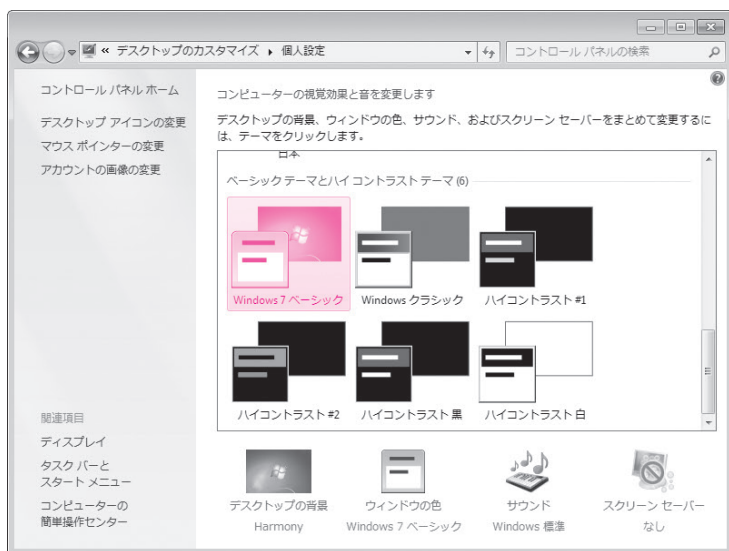 « デスクトップのカスタマイズ ▸ 個人設定
コントロール パネルの検索
コントロール パネル ホーム
デスクトップ アイコンの変更
マウス ポインターの変更
アカウントの画像の変更
コンピューターの視覚効果と音を変更します
デスクトップの背景、ウィンドウの色、サウンド、およびスクリーン セーバーをまとめて変更するに
は、テーマをクリックします。
日本
ベーシック テーマとハイ コントラスト テーマ (6)
Windows 7 ベーシック
Windows クラシック
ハイコントラスト #1
ハイコントラスト #2
ハイコントラスト 黒
ハイコントラスト 白
関連項目
ディスプレイ
タスク バーと
スタート メニュー
コンピューターの
簡単操作センター
デスクトップの背景
Harmony
ウィンドウの色
Windows 7 ベーシック
サウンド
Windows 標準
スクリーン セーバー
なし